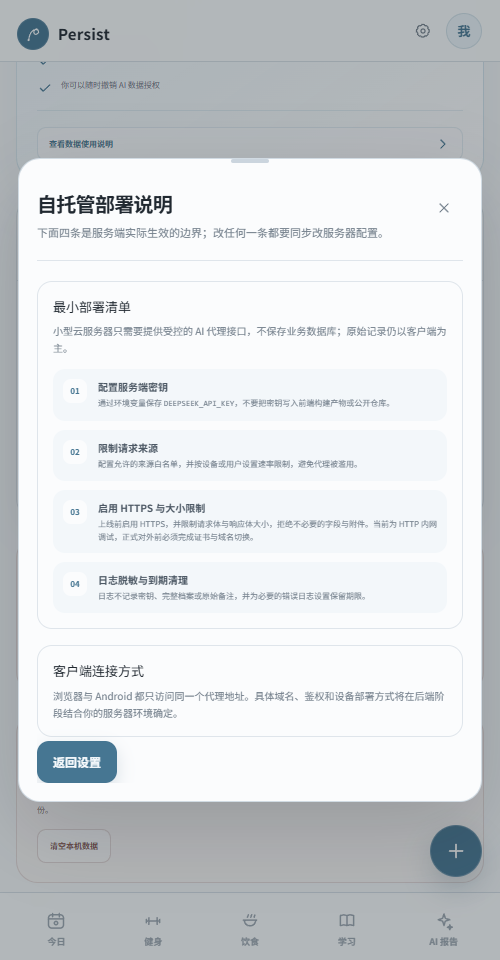 Persist
我
你可以随时撤销 AI 数据授权
查看数据使用说明
自托管部署说明
下面四条是服务端实际生效的边界；改任何一条都要同步改服务器配置。
最小部署清单
小型云服务器只需要提供受控的 AI 代理接口，不保存业务数据库；原始记录仍以客户端为
主。
01
配置服务端密钥
通过环境变量保存 DEEPSEEK_API_KEY，不要把密钥写入前端构建产物或公开仓库。
02
限制请求来源
配置允许的来源白名单，并按设备或用户设置速率限制，避免代理被滥用。
03
启用 HTTPS 与大小限制
上线前启用 HTTPS，并限制请求体与响应体大小，拒绝不必要的字段与附件。当前为 HTTP 内网
调试，正式对外前必须完成证书与域名切换。
04
日志脱敏与到期清理
日志不记录密钥、完整档案或原始备注，并为必要的错误日志设置保留期限。
客户端连接方式
浏览器与 Android 都只访问同一个代理地址。具体域名、鉴权和设备部署方式将在后端阶
段结合你的服务器环境确定。
返回设置
份。
清空本机数据
今日
健身
饮食
学习
AI 报告